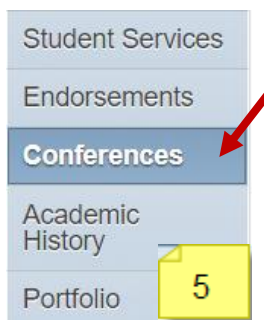 Student Services
Endorsements
Conferences
Academic
History
Portfolio
5